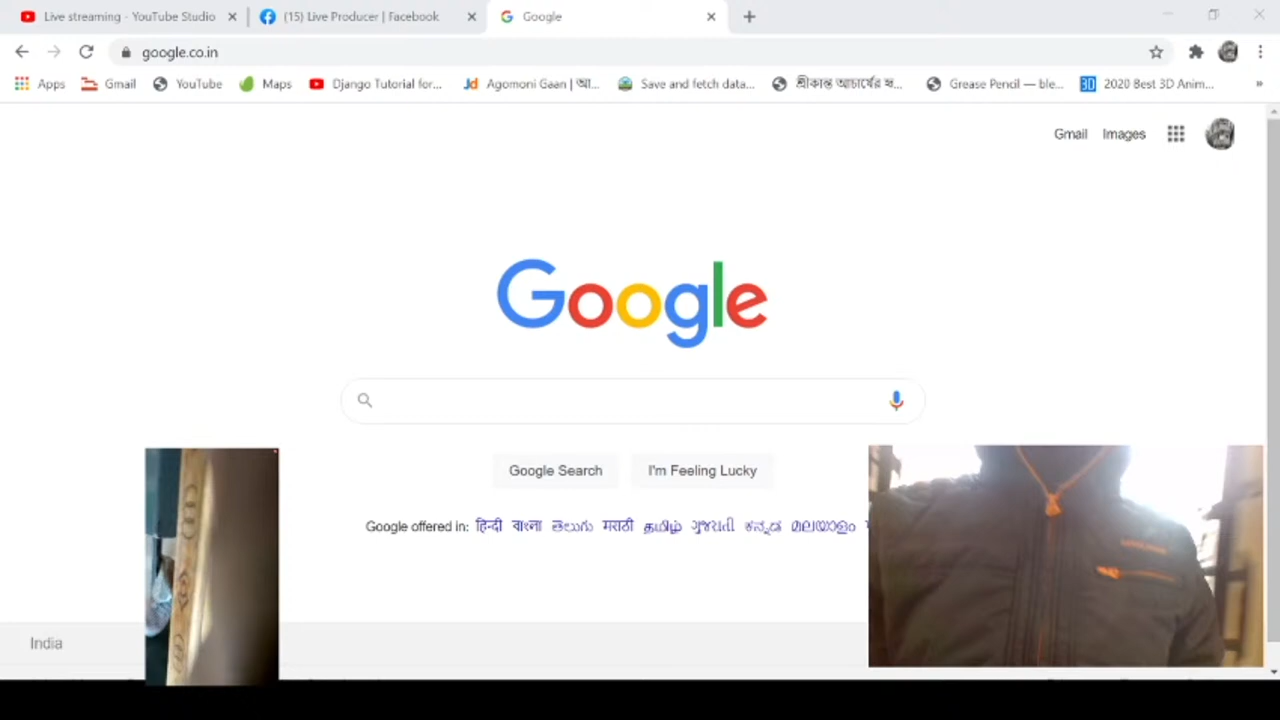 Live streaming - YouTube Studio
(15) Live Producer | Facebook
Google
google.co.in
Apps Gmail YouTube Maps Django Tutorial for... Agomoni Gaan | আ... Save and fetch data... শ্রীকান্ত আচার্যের স... Grease Pencil — ble... 2020 Best 3D Anim... »
Gmail Images
Google
Google Search I'm Feeling Lucky
Google offered in: हिन्दी বাংলা తెలుగు मराठी தமிழ் ગુજરાતી ಕನ್ನಡ മലയാളം
India